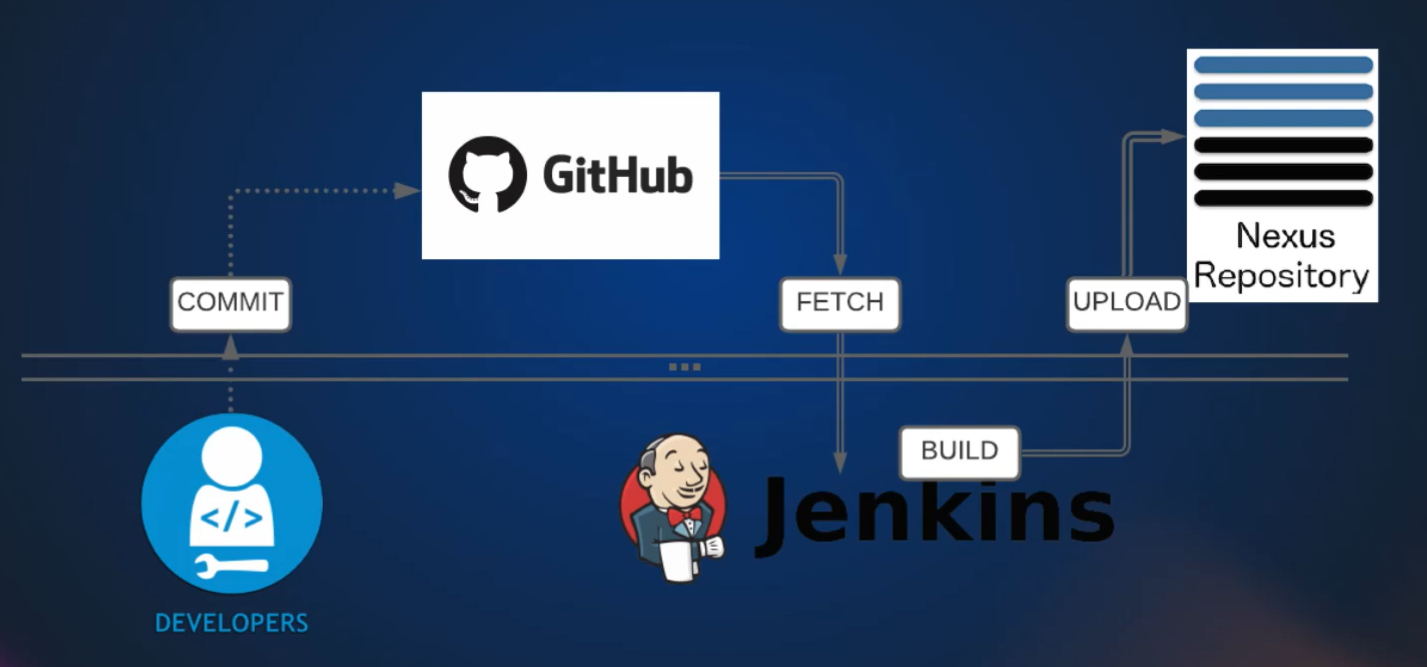 GitHub
Nexus
Repository
COMMIT
FETCH
UPLOAD
BUILD
Jenkins
</>
DEVELOPERS